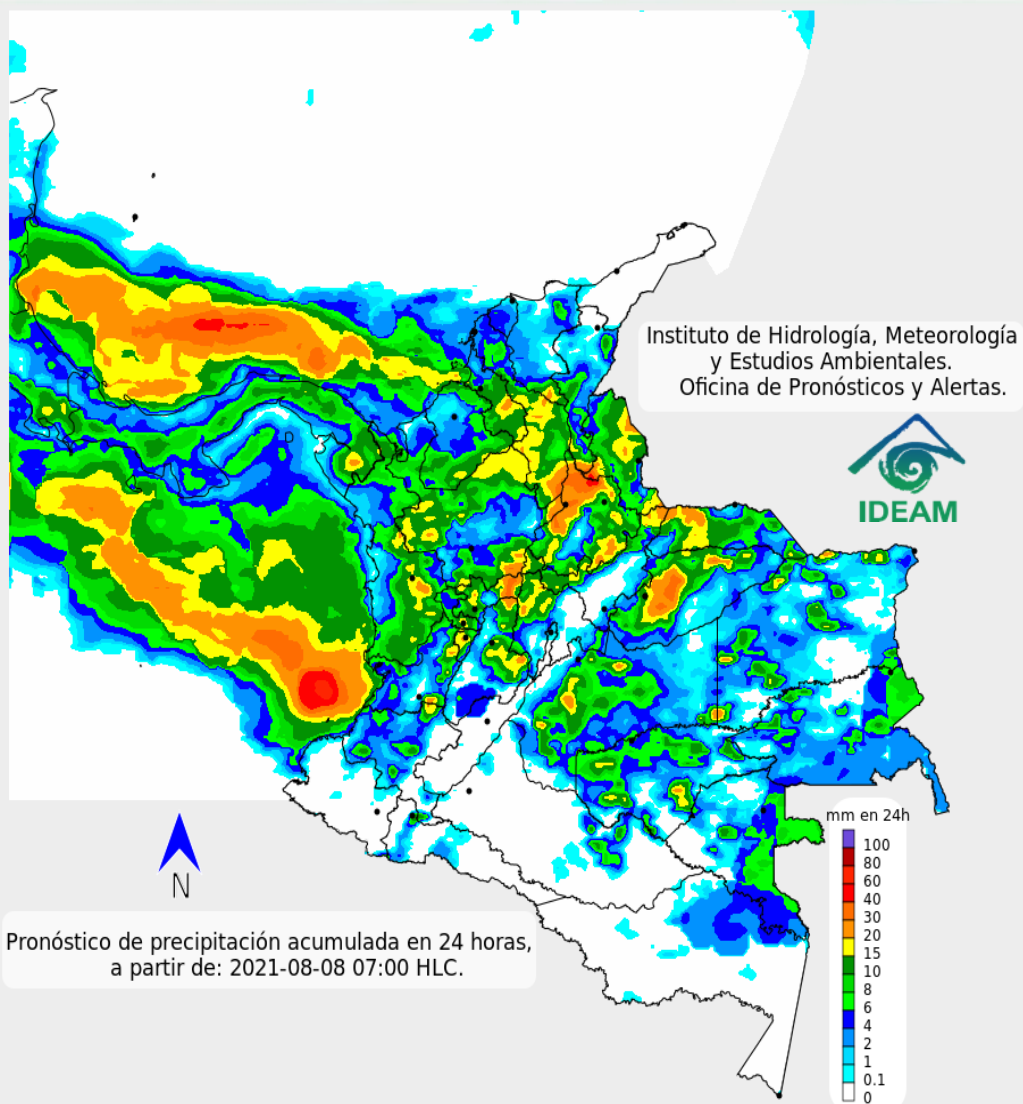 Instituto de Hidrología, Meteorología
y Estudios Ambientales.
Oficina de Pronósticos y Alertas.
IDEAM
mm en 24h
100
80
60
40
30
20
15
10
8
6
4
2
1
0.1
0
N
Pronóstico de precipitación acumulada en 24 horas,
a partir de: 2021-08-08 07:00 HLC.